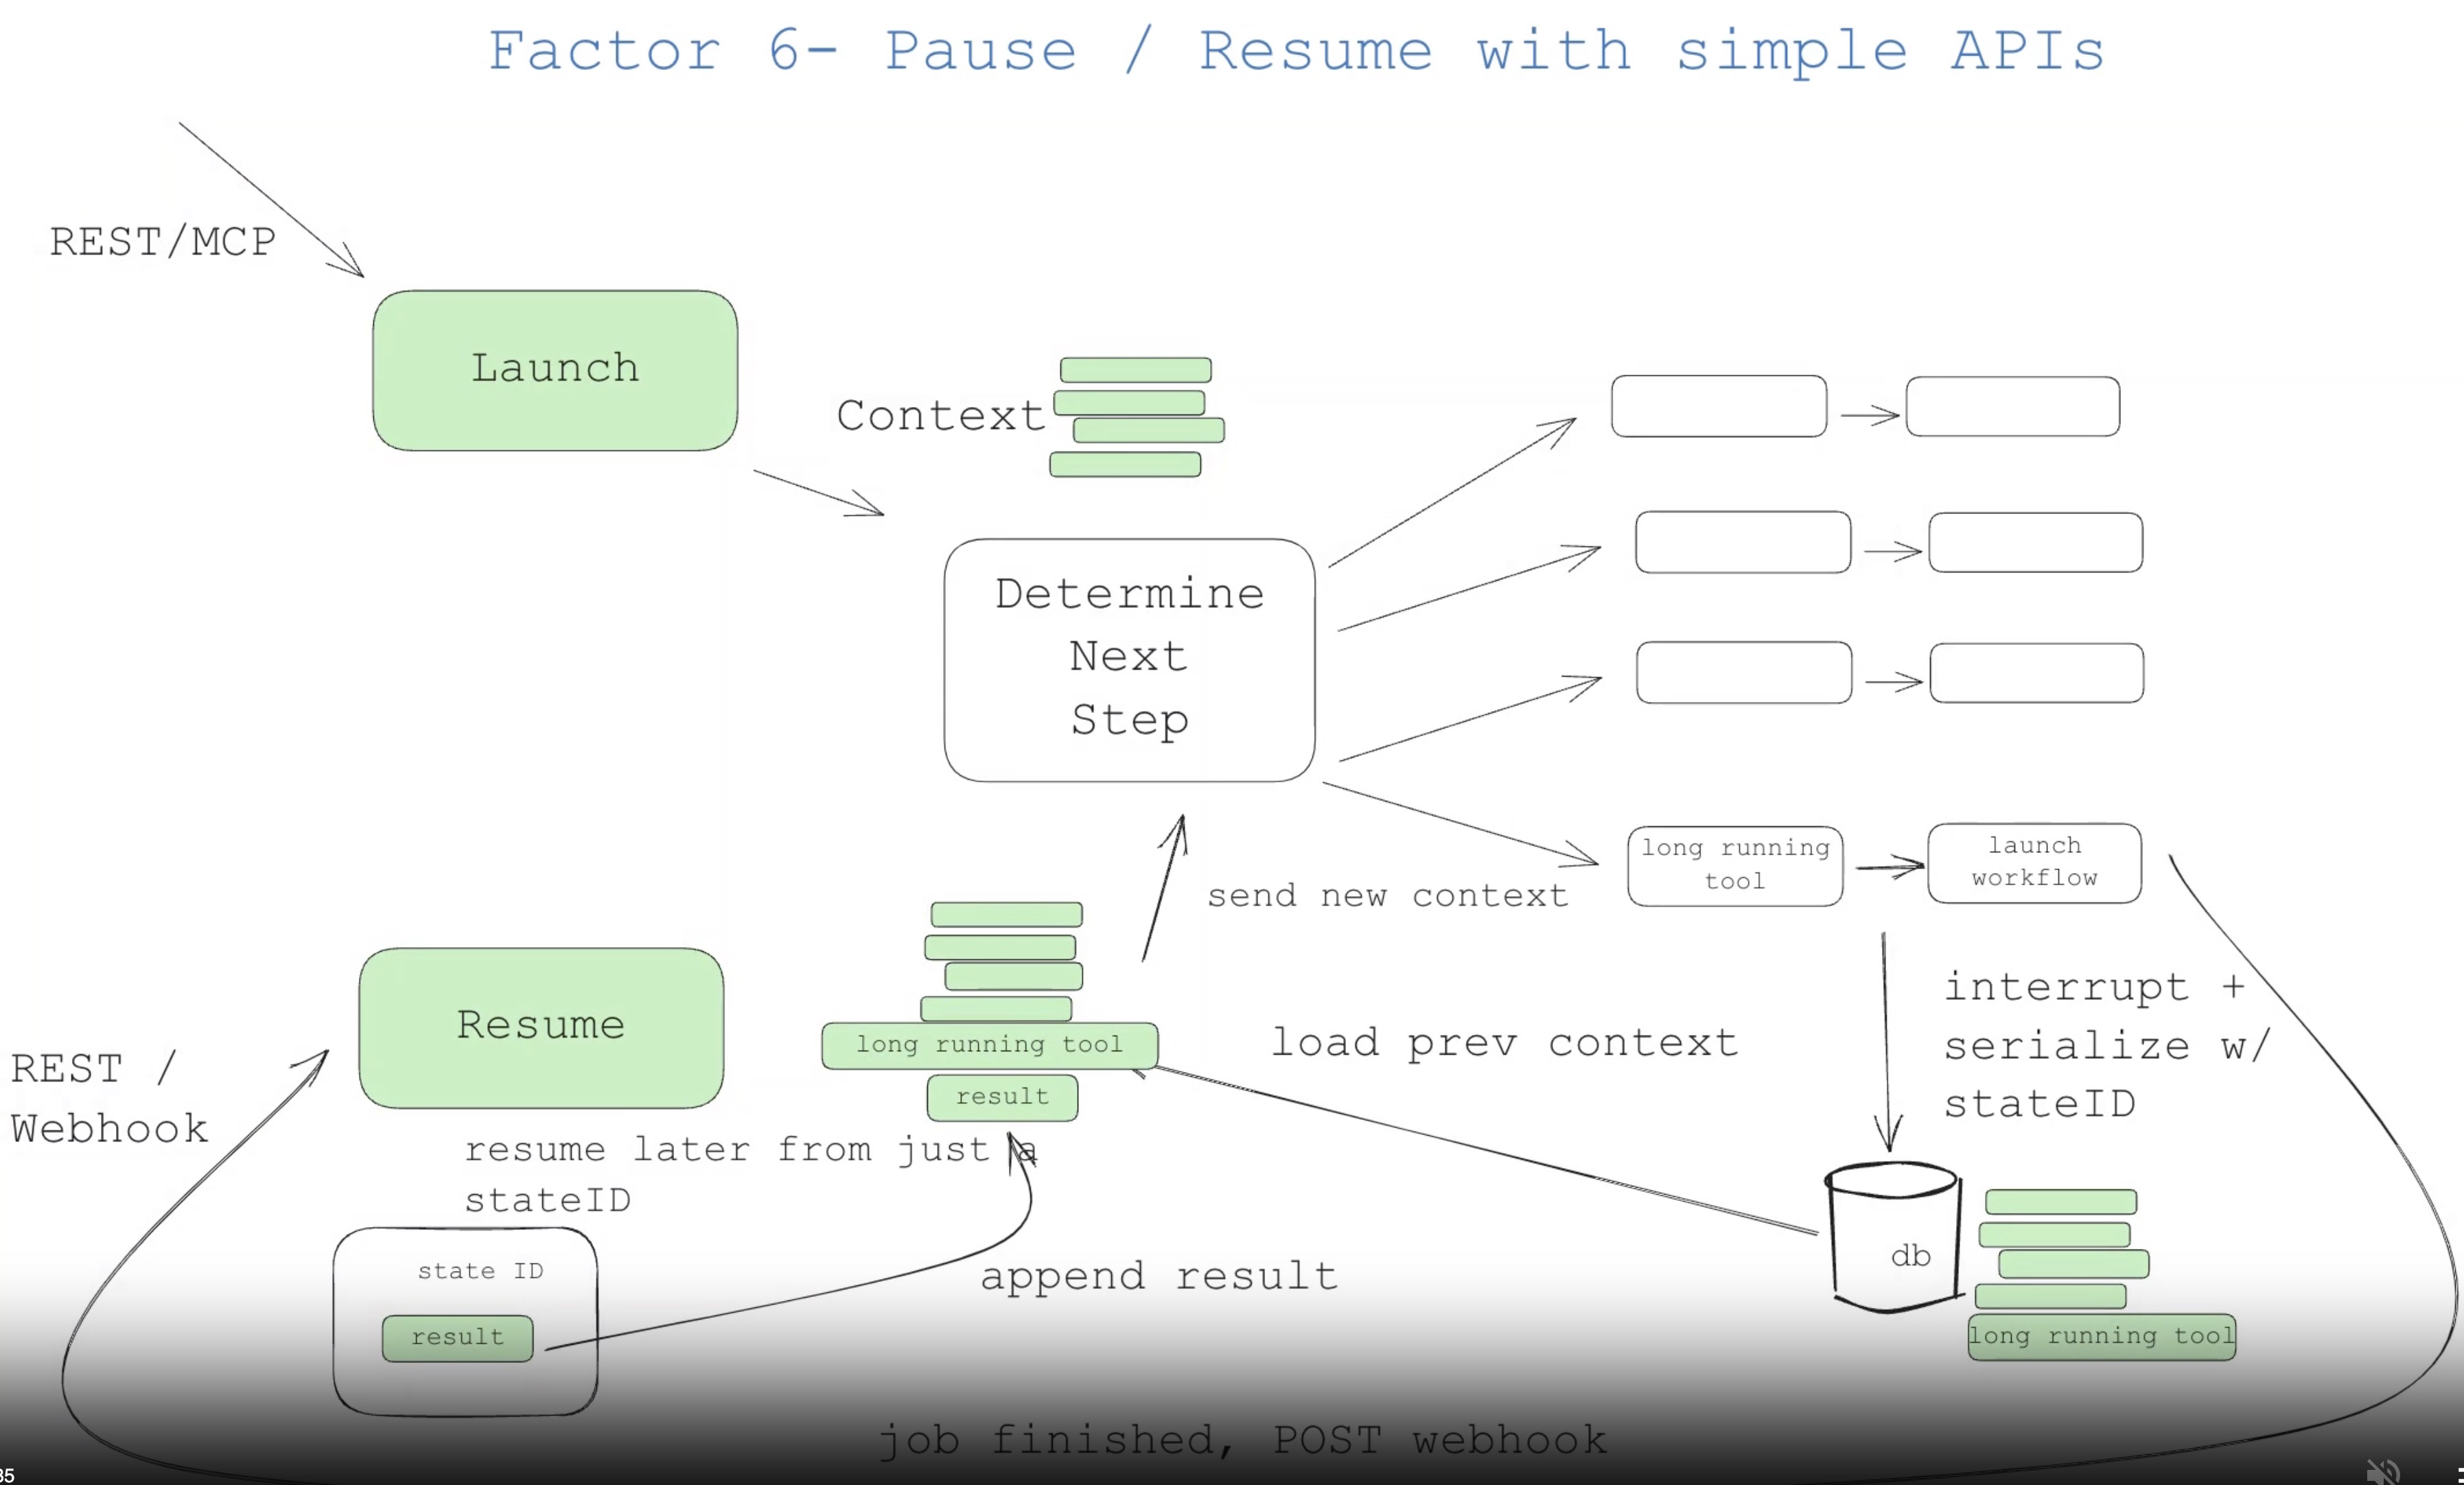 Factor 6- Pause / Resume with simple APIs
REST/MCP
Launch
Context
Determine
Next
Step
long running
tool
launch
workflow
send new context
interrupt +
serialize w/
stateID
Resume
REST /
Webhook
long running tool
result
load prev context
resume later from just a
stateID
state ID
result
append result
db
long running tool
job finished, POST webhook
35